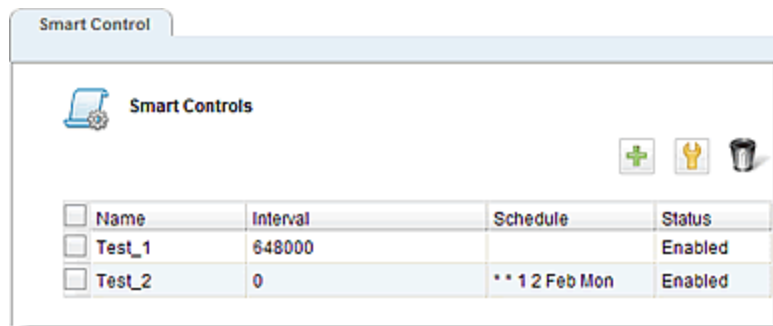 Smart Control
Smart Controls
Name Interval Schedule Status
Test_1 648000 Enabled
Test_2 0 * * 1 2 Feb Mon Enabled